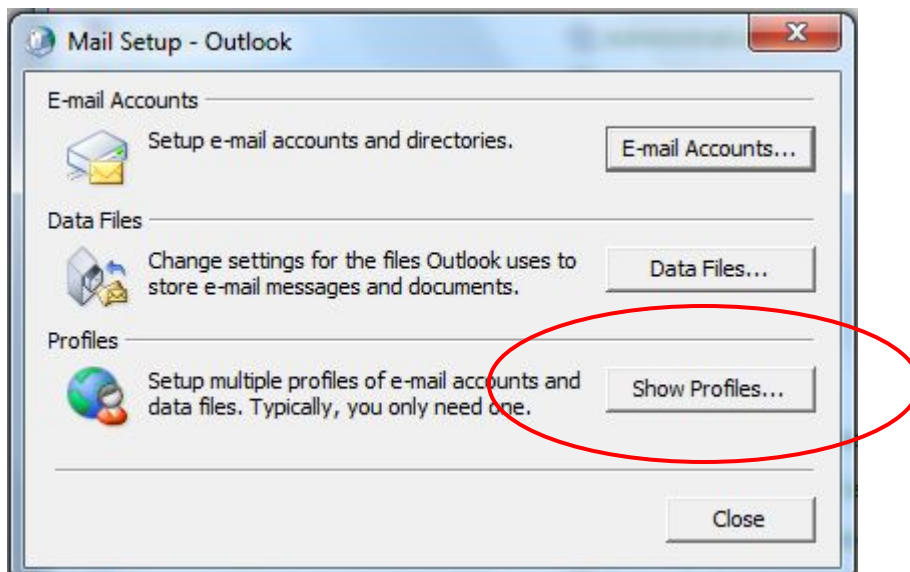 Mail Setup - Outlook
E-mail Accounts
Setup e-mail accounts and directories.
E-mail Accounts...
Data Files
Change settings for the files Outlook uses to
store e-mail messages and documents.
Data Files...
Profiles
Setup multiple profiles of e-mail accounts and
data files. Typically, you only need one.
Show Profiles...
Close